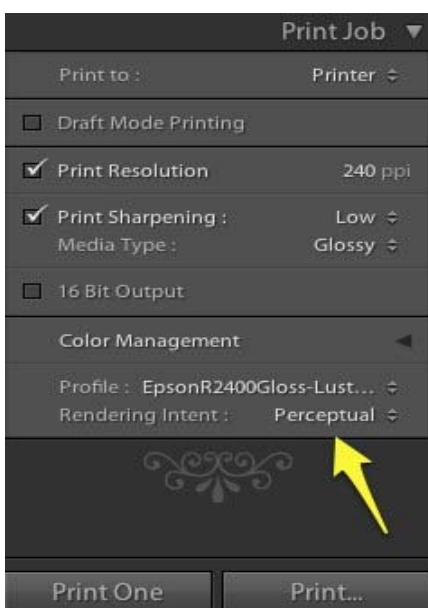 Print Job
Print to : Printer
Draft Mode Printing
Print Resolution 240 ppi
Print Sharpening : Low
Media Type : Glossy
16 Bit Output
Color Management
Profile : EpsonR2400Gloss-Lust...
Rendering Intent : Perceptual
Print One Print...